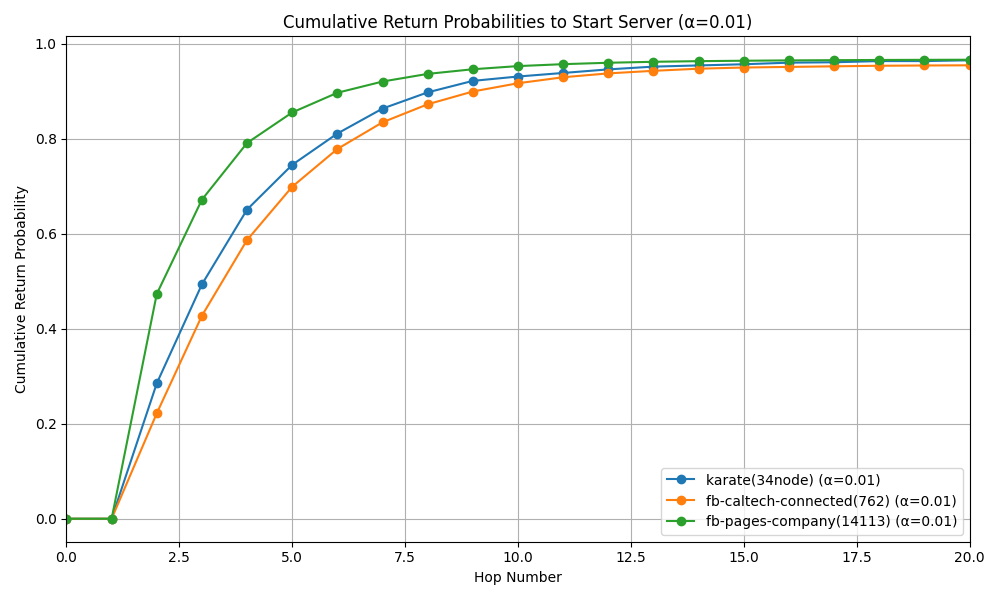 Cumulative Return Probabilities to Start Server (α=0.01)
Cumulative Return Probability
1.0
0.8
0.6
0.4
0.2
0.0
karate(34node) (α=0.01)
fb-caltech-connected(762) (α=0.01)
fb-pages-company(14113) (α=0.01)
0.0 2.5 5.0 7.5 10.0 12.5 15.0 17.5 20.0
Hop Number